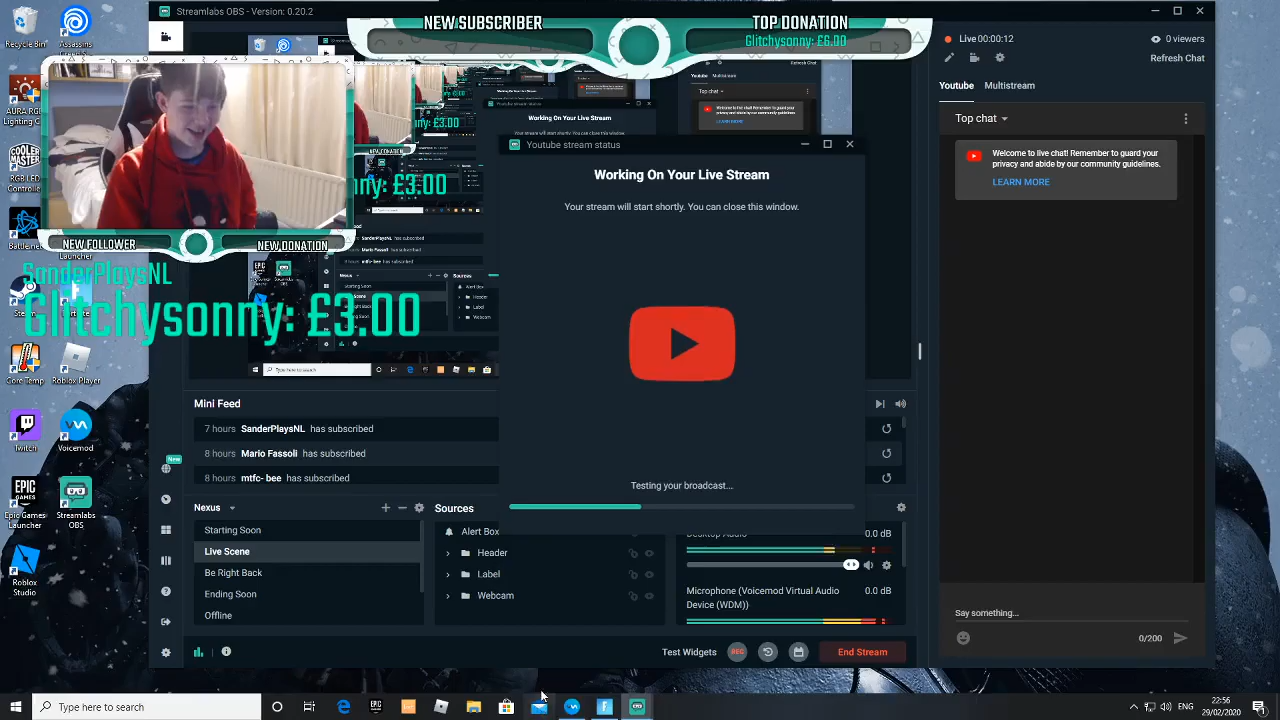 Streamlabs OBS - Version: 0.20.2
NEW SUBSCRIBER
TOP DONATION
Glitchysonny: £6.00
Live 00:00:12
0 viewers
Refresh Chat
Youtube
Multistream
Top chat
Welcome to live chat! Remember to guard your
privacy and abide by our community guidelines.
LEARN MORE
Recycle Bin
Assassins
Youtube stream status
Working On Your Live Stream
Your stream will start shortly. You can close this window.
Testing your broadcast...
NEW FOLLOWER
NEW DONATION
SanderPlaysNL
Glitchysonny: £3.00
Battle.net
Launcher
Steam
Fortnite
Core Temp
Roblox Player
Twitch
Voicemod
Epic Games
Launcher
Streamlabs
OBS
Roblox
Studio
New
Mini Feed
7 hours SanderPlaysNL has subscribed
8 hours Mario Fassoli has subscribed
8 hours mtfc- bee has subscribed
Nexus
Starting Soon
Live Scene
Be Right Back
Ending Soon
Offline
Sources
Alert Box
Header
Label
Webcam
Desktop Audio
0.0 dB
Microphone (Voicemod Virtual Audio
Device (WDM))
0.0 dB
Test Widgets
REC
End Stream
Say something...
0/200
Type here to search
ENG
22:56
29/02/2020